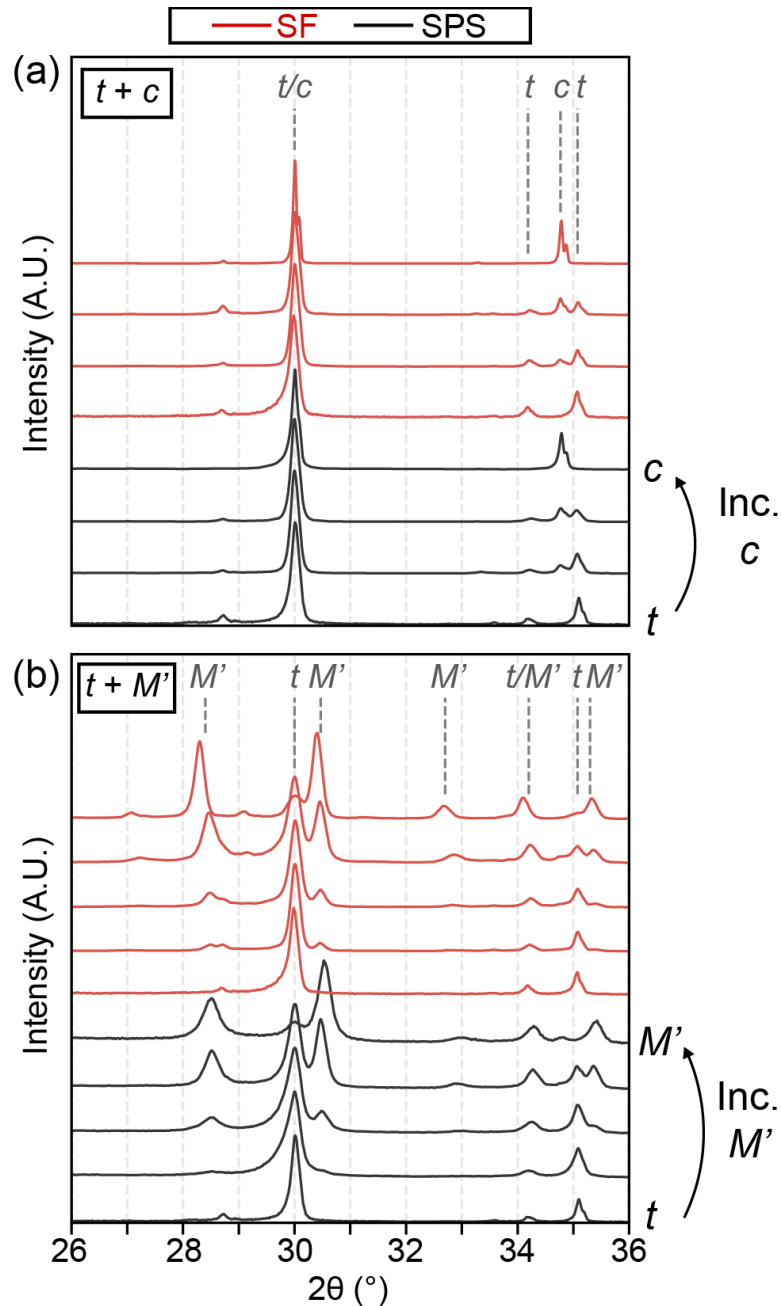 SF SPS
(a) t + c
t/c t c t
Intensity (A.U.)
c
Inc.
c
t
(b) t + M’
M’ t M’ M’ t/M’ t M’
Intensity (A.U.)
M’
Inc.
M’
t
26 28 30 32 34 36
2θ (°)